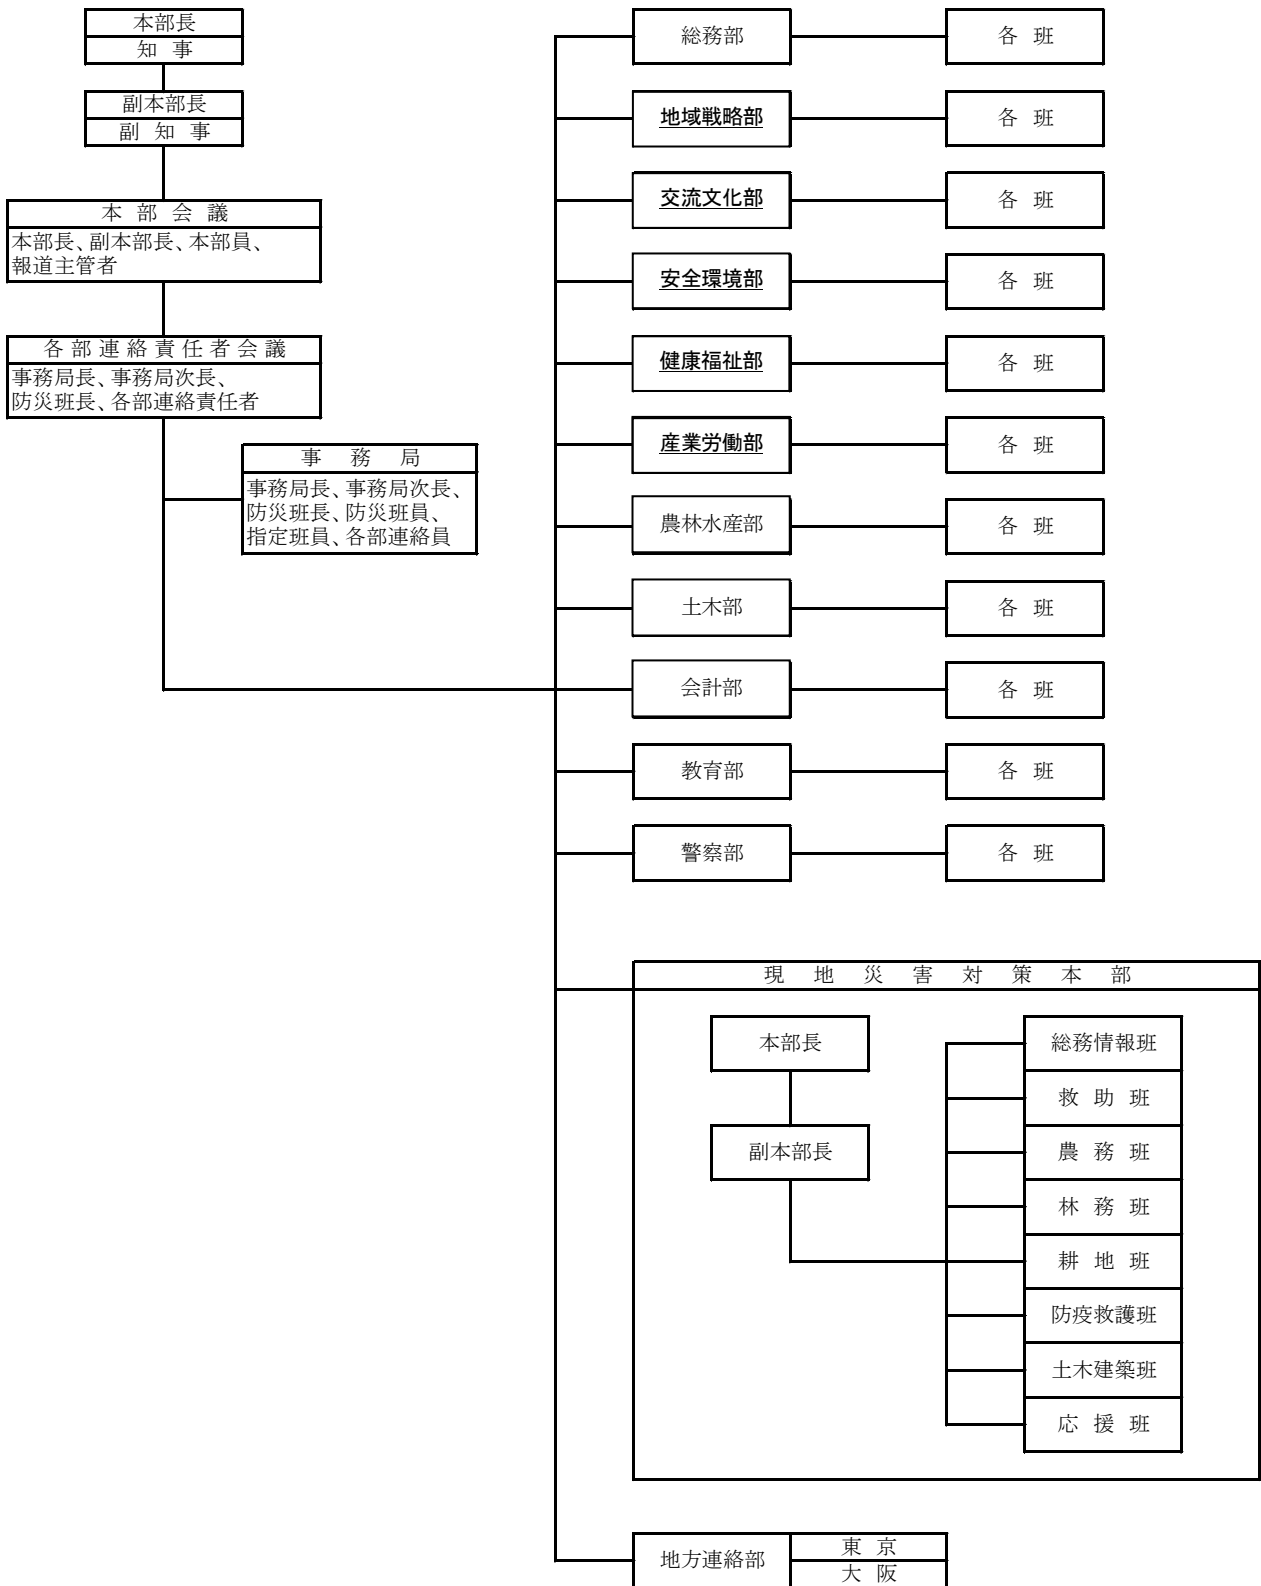 本部長
知 事
副本部長
副 知 事
本 部 会 議
本部長、副本部長、本部員、
報道主管者
各 部 連 絡 責 任 者 会 議
事務局長、事務局次長、
防災班長、各部連絡責任者
事 務 局
事務局長、事務局次長、
防災班長、防災班員、
指定班員、各部連絡員
総務部
各 班
地域戦略部
各 班
交流文化部
各 班
安全環境部
各 班
健康福祉部
各 班
産業労働部
各 班
農林水産部
各 班
土木部
各 班
会計部
各 班
教育部
各 班
警察部
各 班
現 地 災 害 対 策 本 部
本部長
副本部長
総務情報班
救 助 班
農 務 班
林 務 班
耕 地 班
防疫救護班
土木建築班
応 援 班
地方連絡部
東 京
大 阪